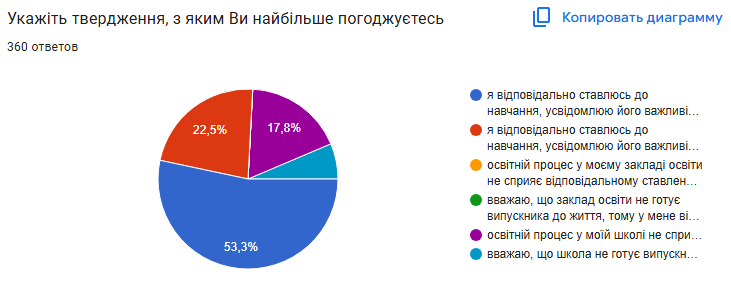 Укажіть твердження, з яким Ви найбільше погоджуєтесь
Копировать диаграмму
360 ответов
22,5%
17,8%
53,3%
я відповідально ставлюсь до
навчання, усвідомлюю його важливі…
я відповідально ставлюсь до
навчання, усвідомлюю його важливі…
освітній процес у моєму закладі освіти
не сприяє відповідальному ставлен…
вважаю, що заклад освіти не готує
випускника до життя, тому у мене ві…
освітній процес у моїй школі не спри…
вважаю, що школа не готує випускн…